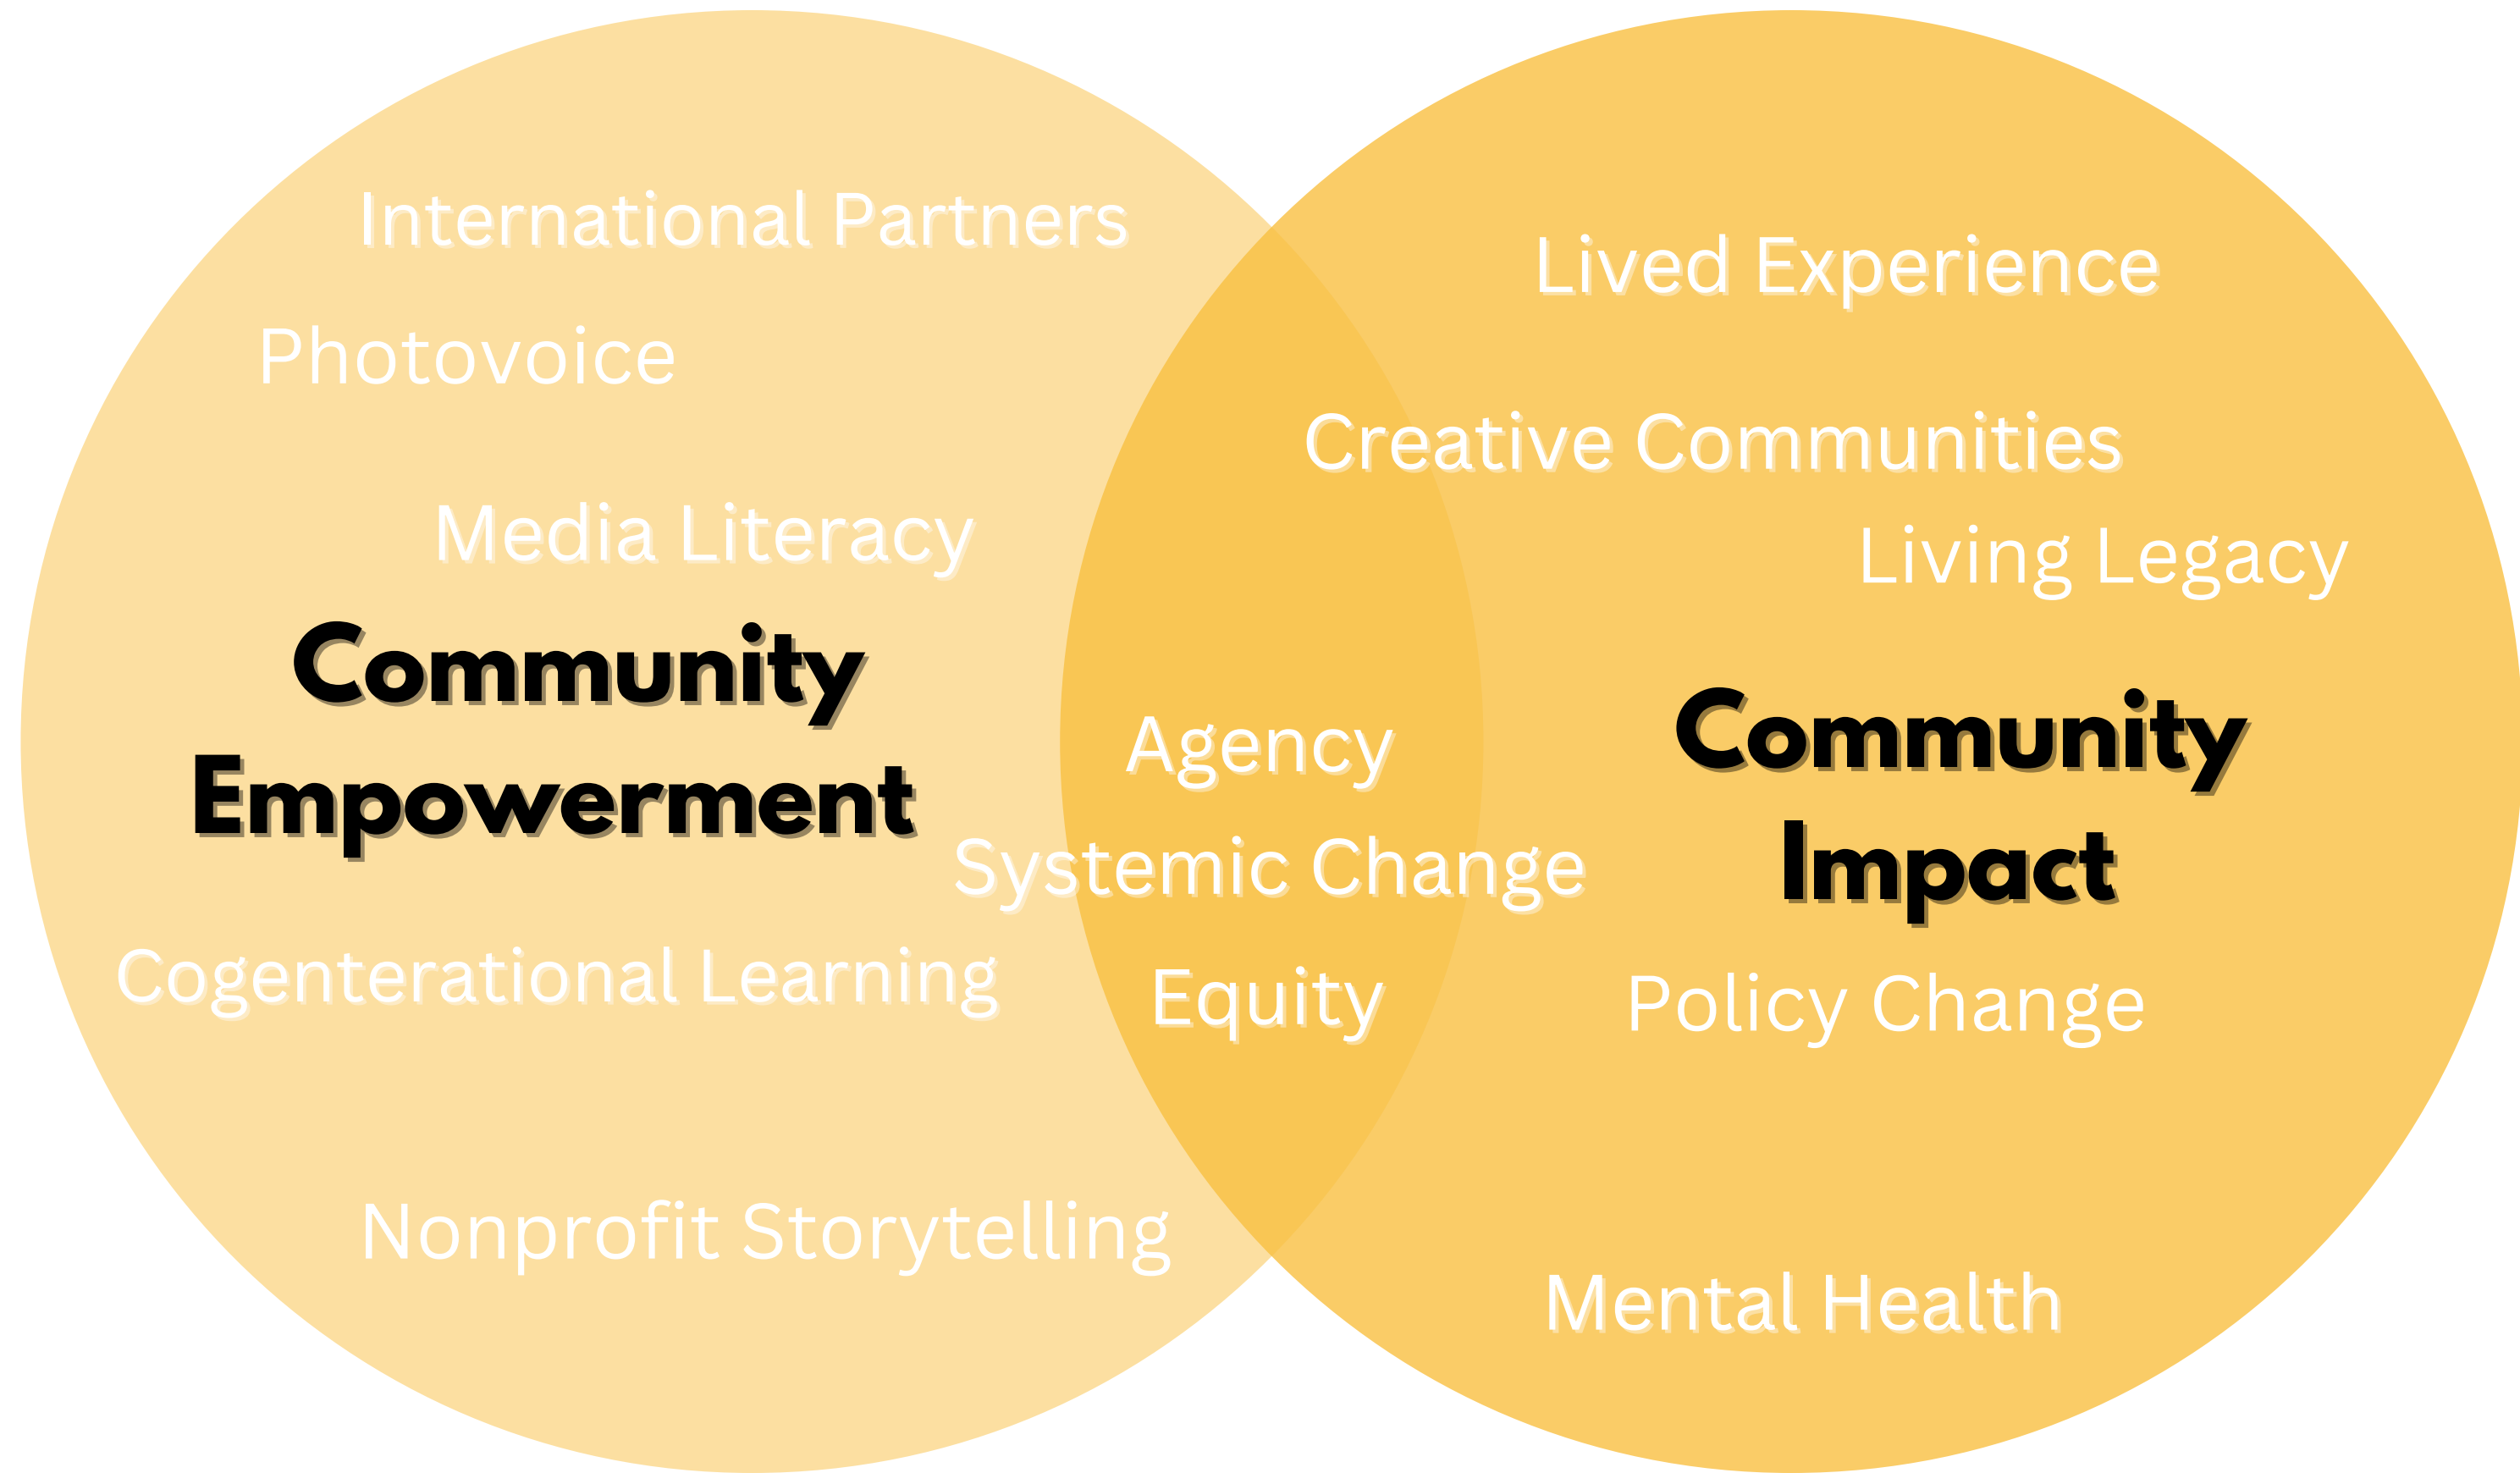 International Partners
Photovoice
Media Literacy
Community
Empowerment
Cogenterational Learning
Nonprofit Storytelling
Agency
Systemic Change
Equity
Lived Experience
Creative Communities
Living Legacy
Community
Impact
Policy Change
Mental Health